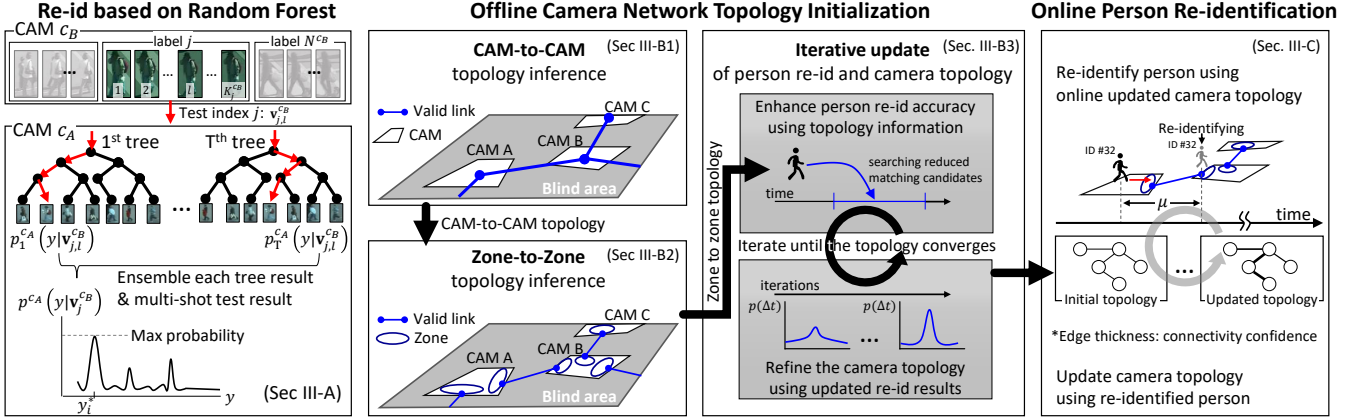 Re-id based on Random Forest
CAM c_B
label j
label N^{c_B}
...
...
...
...
1
2
l
K_j^{c_B}
Test index j: v_{j,l}^{c_B}
CAM c_A
1st tree
Tth tree
...
p_1^{c_A}(y|v_{j,l}^{c_B})
p_T^{c_A}(y|v_{j,l}^{c_B})
Ensemble each tree result
& multi-shot test result
p^{c_A}(y|v_j^{c_B})
Max probability
y_i^*
y
(Sec III-A)
Offline Camera Network Topology Initialization
CAM-to-CAM
(Sec III-B1)
topology inference
Valid link
CAM
CAM A
CAM B
CAM C
Blind area
CAM-to-CAM topology
Zone-to-Zone
(Sec III-B2)
topology inference
Valid link
Zone
CAM A
CAM B
CAM C
Blind area
Zone to zone topology
Iterative update
(Sec. III-B3)
of person re-id and camera topology
Enhance person re-id accuracy
using topology information
searching reduced
matching candidates
time
Iterate until the topology converges
iterations
p(Δt)
p(Δt)
...
Refine the camera topology
using updated re-id results
Online Person Re-identification
(Sec. III-C)
Re-identify person using
online updated camera topology
Re-identifying
ID #32
ID #32
μ
time
...
Initial topology
Updated topology
*Edge thickness: connectivity confidence
Update camera topology
using re-identified person